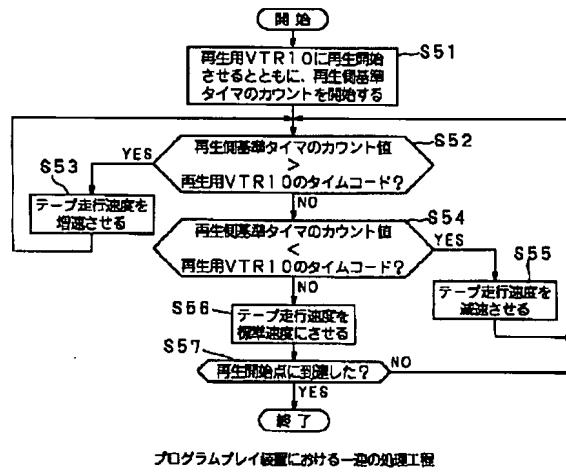 開始
再生用VTR10に再生開始
させるとともに、再生側基準
タイマのカウントを開始する
S51
再生側基準タイマのカウント値
>
再生用VTR10のタイムコード?
S52
YES
NO
S53
テープ走行速度を
増速させる
再生側基準タイマのカウント値
<
再生用VTR10のタイムコード?
S54
YES
NO
S55
テープ走行速度を
減速させる
S56
テープ走行速度を
標準速度にさせる
S57
再生開始点に到達した?
NO
YES
終了
プログラムプレイ装置における一連の処理工程